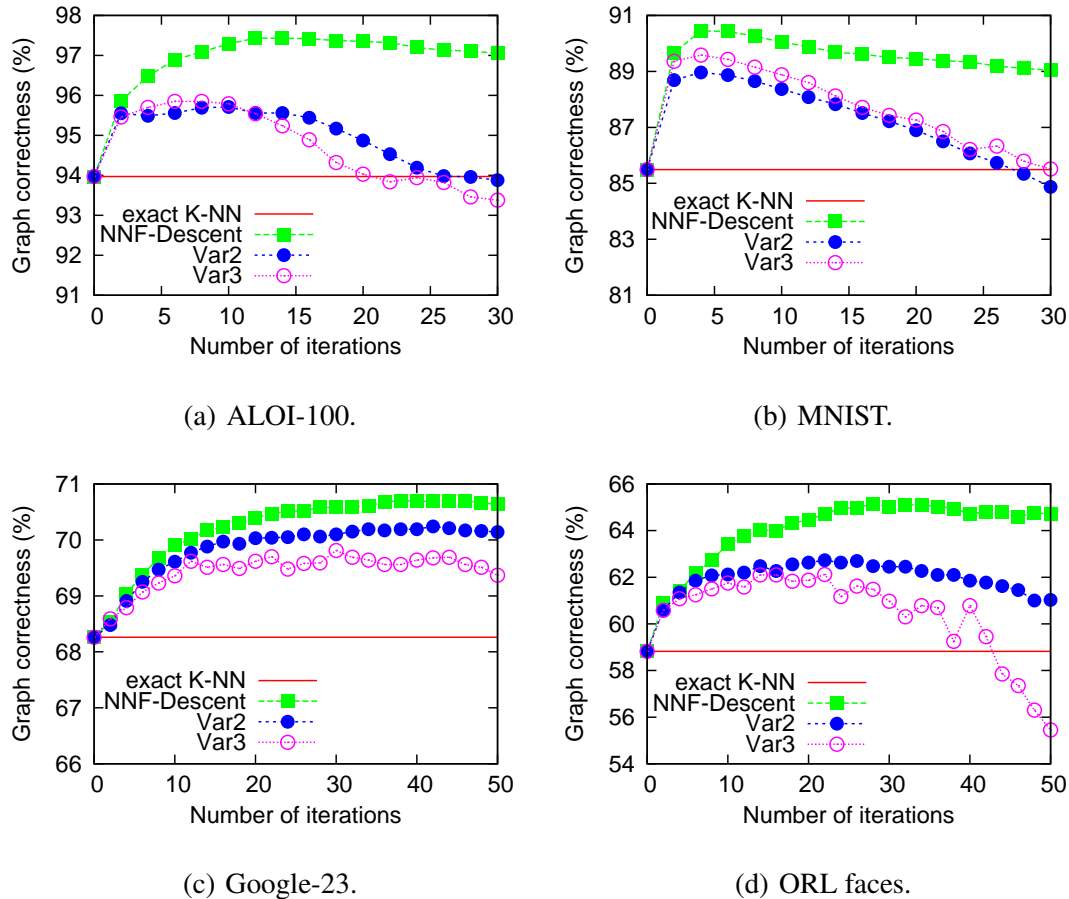 98
97
96
95
94
93
92
91
Graph correctness (%)
exact K-NN
NNF-Descent
Var2
Var3
0 5 10 15 20 25 30
Number of iterations
(a) ALOI-100.
91
89
87
85
83
81
Graph correctness (%)
exact K-NN
NNF-Descent
Var2
Var3
0 5 10 15 20 25 30
Number of iterations
(b) MNIST.
71
70
69
68
67
66
Graph correctness (%)
exact K-NN
NNF-Descent
Var2
Var3
0 10 20 30 40 50
Number of iterations
(c) Google-23.
66
64
62
60
58
56
54
Graph correctness (%)
exact K-NN
NNF-Descent
Var2
Var3
0 10 20 30 40 50
Number of iterations
(d) ORL faces.